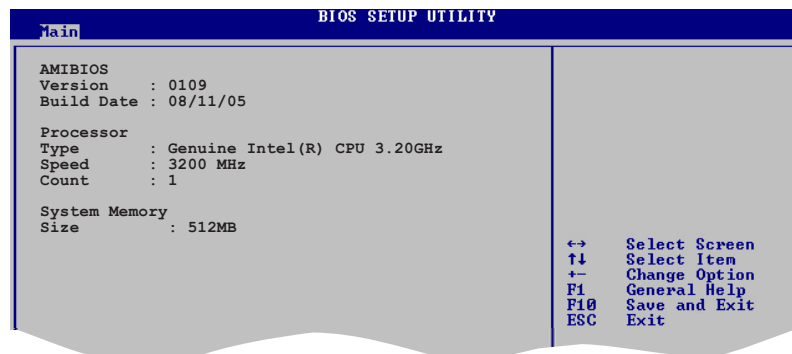 BIOS SETUP UTILITY
Main
AMIBIOS
Version : 0109
Build Date : 08/11/05
Processor
Type : Genuine Intel(R) CPU 3.20GHz
Speed : 3200 MHz
Count : 1
System Memory
Size : 512MB
←→ Select Screen
↑↓ Select Item
+- Change Option
F1 General Help
F10 Save and Exit
ESC Exit